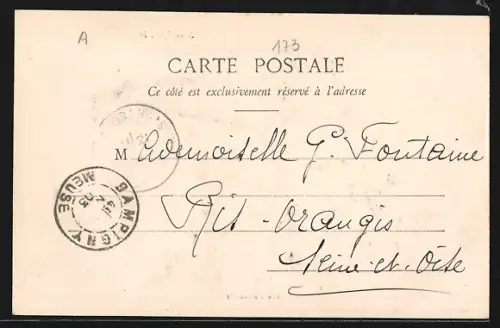 A
173
CARTE POSTALE
Ce côté est exclusivement réservé à l'adresse
Mademoiselle G. Fontaine
Ris-Orangis
Seine-et-Oise
SAMPIGNY
MEUSE